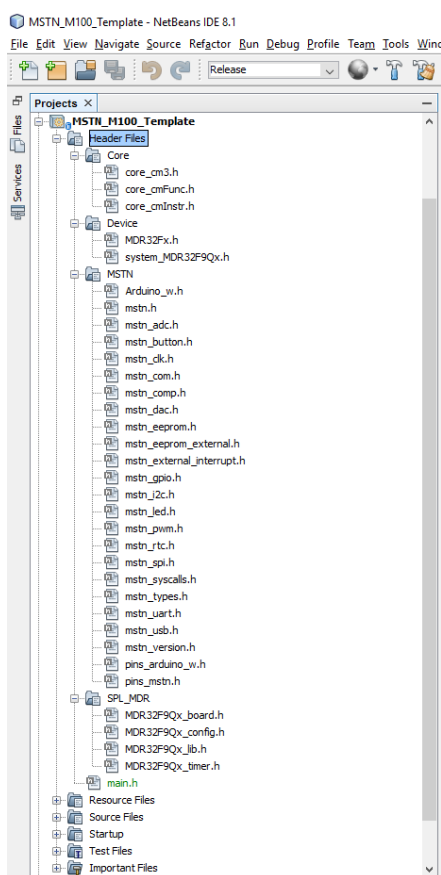 MSTN_M100_Template - NetBeans IDE 8.1
File Edit View Navigate Source Refactor Run Debug Profile Team Tools Wind
Release
Files
Services
Projects
MSTN_M100_Template
Header Files
Core
core_cm3.h
core_cmFunc.h
core_cmInstr.h
Device
MDR32Fx.h
system_MDR32F9Qx.h
MSTN
Arduino_w.h
mstn.h
mstn_adc.h
mstn_button.h
mstn_clk.h
mstn_com.h
mstn_comp.h
mstn_dac.h
mstn_eeprom.h
mstn_eeprom_external.h
mstn_external_interrupt.h
mstn_gpio.h
mstn_i2c.h
mstn_led.h
mstn_pwm.h
mstn_rtc.h
mstn_spi.h
mstn_syscalls.h
mstn_types.h
mstn_uart.h
mstn_usb.h
mstn_version.h
pins_arduino_w.h
pins_mstn.h
SPL_MDR
MDR32F9Qx_board.h
MDR32F9Qx_config.h
MDR32F9Qx_lib.h
MDR32F9Qx_timer.h
main.h
Resource Files
Source Files
Startup
Test Files
Important Files